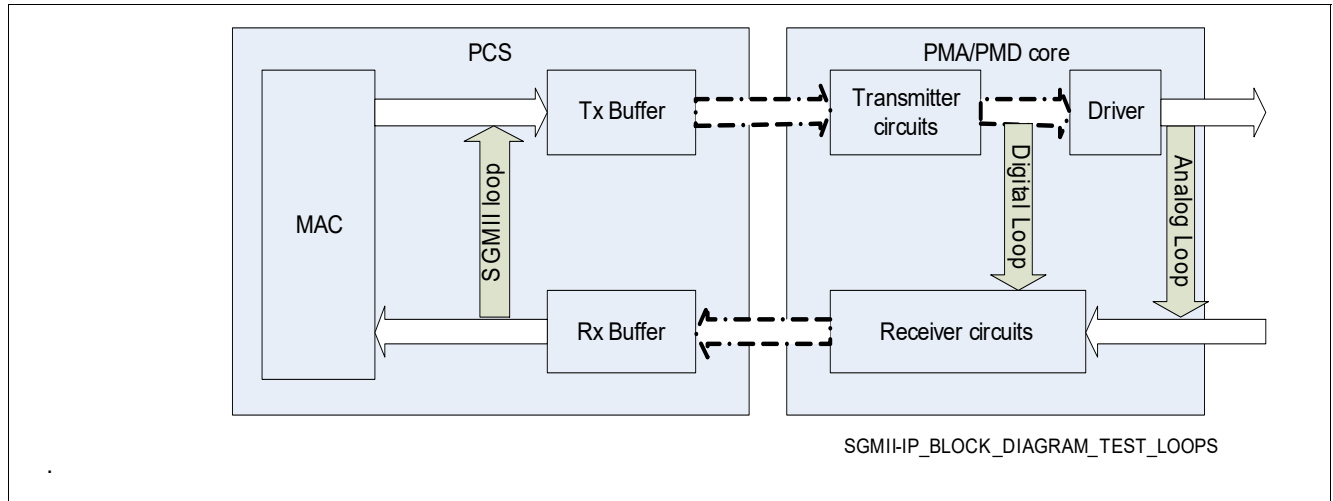 PCS
PMA/PMD core
MAC
Tx Buffer
Transmitter
circuits
Driver
SGMII loop
Digital Loop
Analog Loop
Rx Buffer
Receiver circuits
SGMII-IP_BLOCK_DIAGRAM_TEST_LOOPS
.